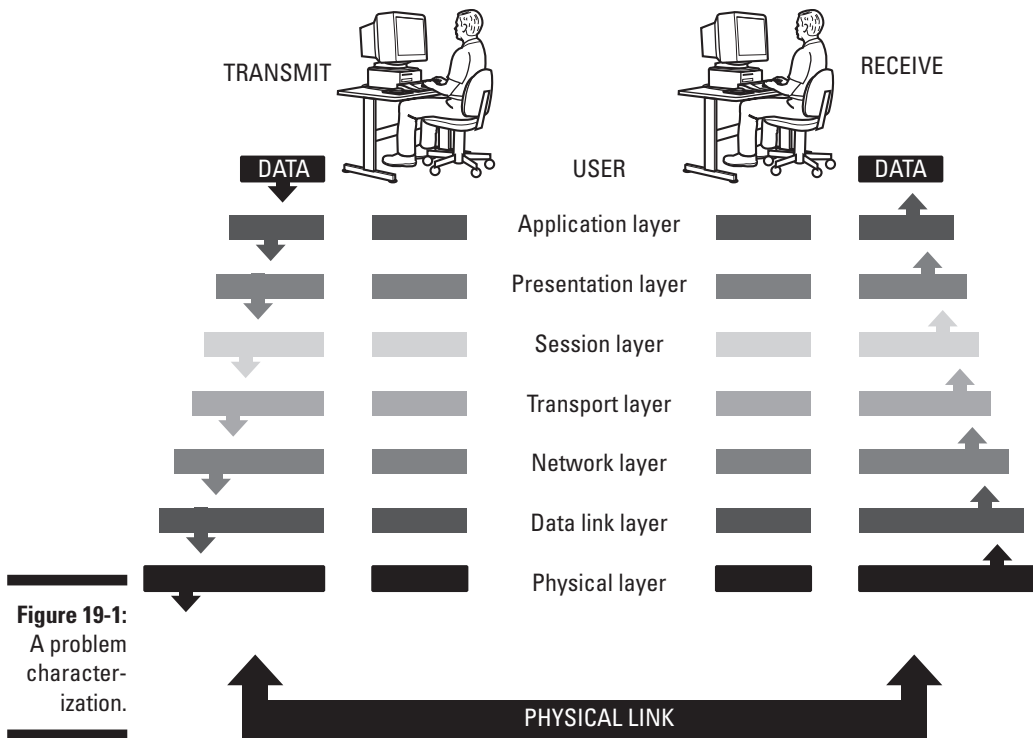 TRANSMIT
RECEIVE
DATA
USER
DATA
Application layer
Presentation layer
Session layer
Transport layer
Network layer
Data link layer
Physical layer
Figure 19-1:
A problem
character-
ization.
PHYSICAL LINK